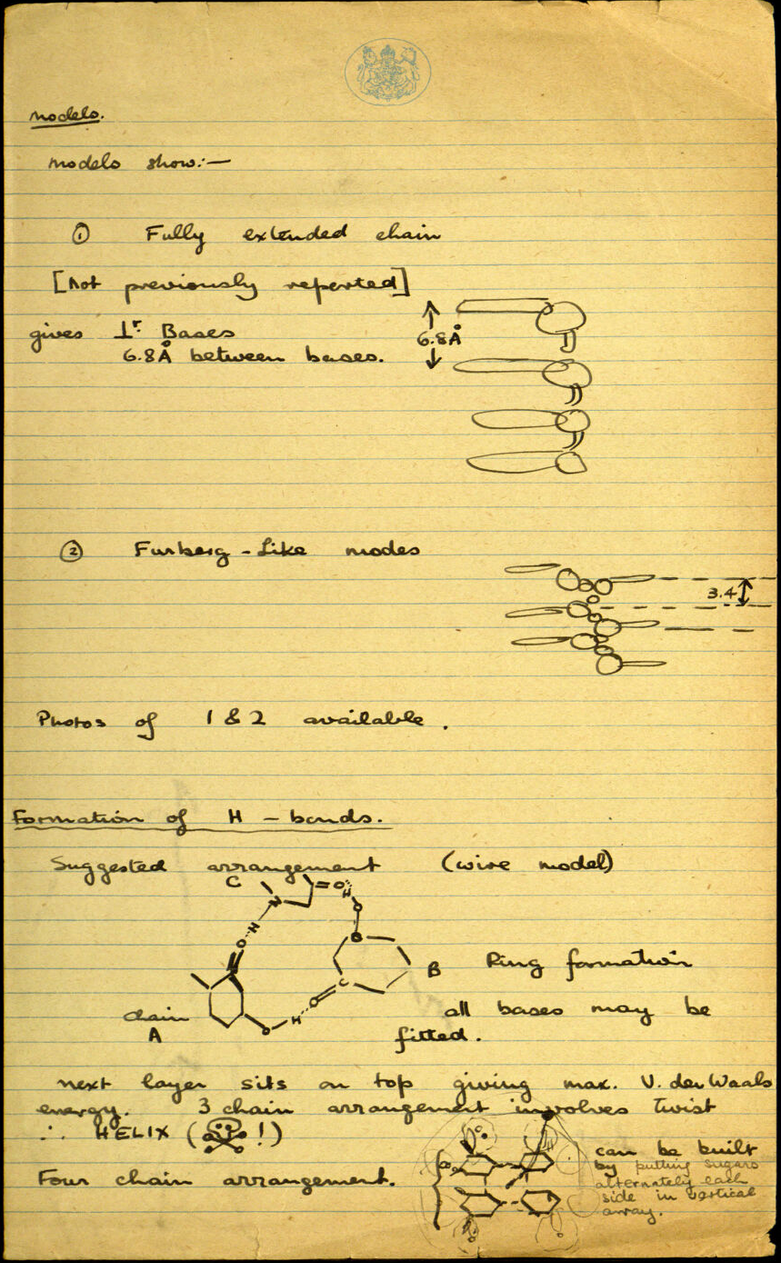 Models.
Models show:—
① Fully extended chain
[Not previously reported]
gives ⊥r. Bases
6.8Å between bases.
6.8Å
② Furberg-Like modes
3.4
Photos of 1 & 2 available.
Formation of H-bonds.
Suggested arrangement (wire model)
C
N
=O
H
O
H
O
B Ring formation
C
O
H
O
chain
A
all bases may be
fitted.
next layer sits on top giving max. V. der Waals
energy. 3 chain arrangement involves twist
∴ HELIX (☠!)
Four chain arrangement.
can be built
by putting sugars
alternately each
side in vertical
array.